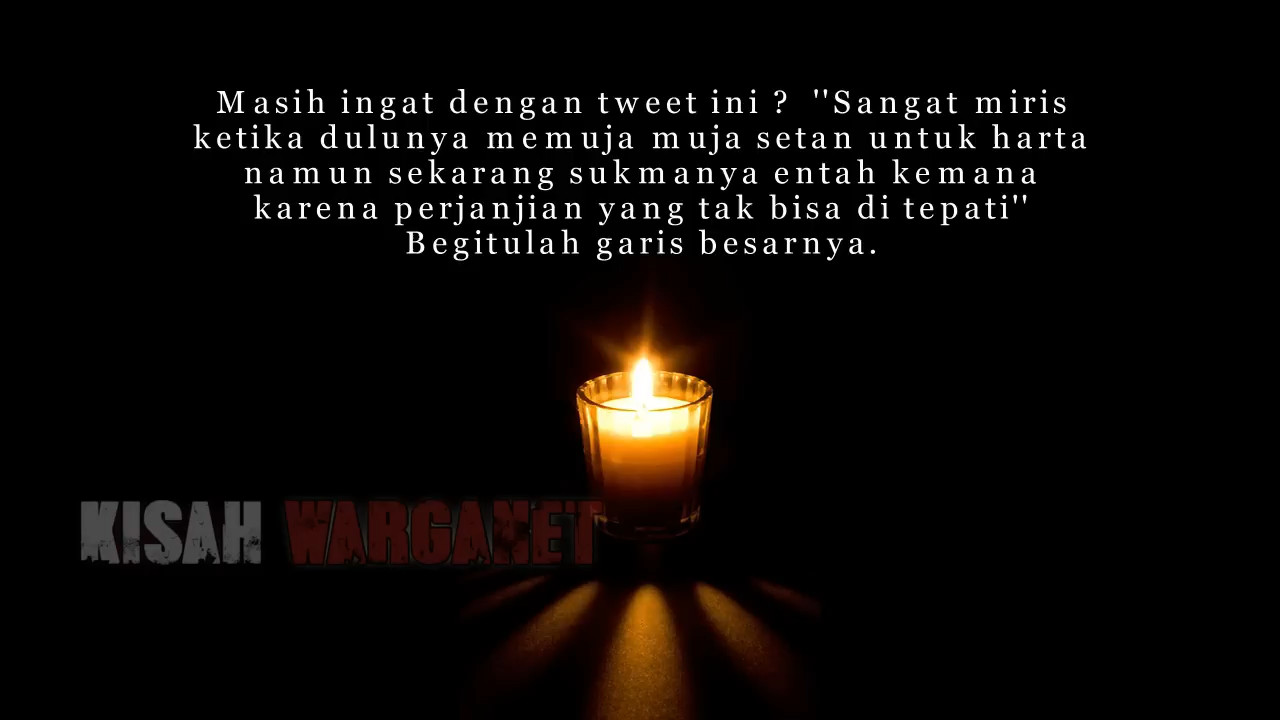 Masih ingat dengan tweet ini ? "Sangat miris
ketika dulunya memuja muja setan untuk harta
namun sekarang sukmanya entah kemana
karena perjanjian yang tak bisa di tepati"
Begitulah garis besarnya.
KISAH WARGANET